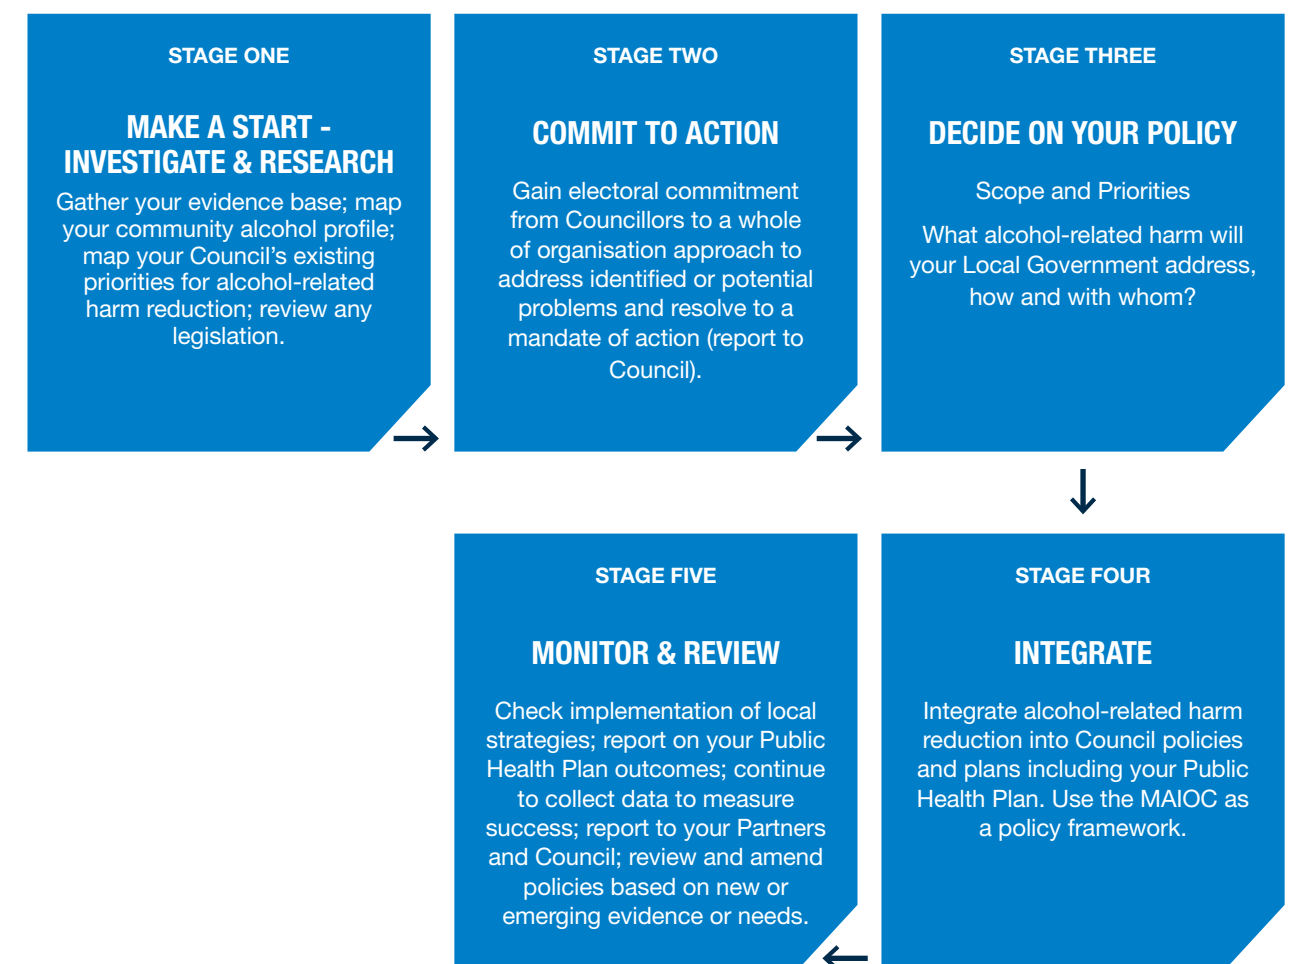 STAGE ONE
MAKE A START -
INVESTIGATE & RESEARCH
Gather your evidence base; map
your community alcohol profile;
map your Council’s existing
priorities for alcohol-related
harm reduction; review any
legislation.
STAGE TWO
COMMIT TO ACTION
Gain electoral commitment
from Councillors to a whole
of organisation approach to
address identified or potential
problems and resolve to a
mandate of action (report to
Council).
STAGE THREE
DECIDE ON YOUR POLICY
Scope and Priorities
What alcohol-related harm will
your Local Government address,
how and with whom?
STAGE FOUR
INTEGRATE
Integrate alcohol-related harm
reduction into Council policies
and plans including your Public
Health Plan. Use the MAIOC as
a policy framework.
STAGE FIVE
MONITOR & REVIEW
Check implementation of local
strategies; report on your Public
Health Plan outcomes; continue
to collect data to measure
success; report to your Partners
and Council; review and amend
policies based on new or
emerging evidence or needs.